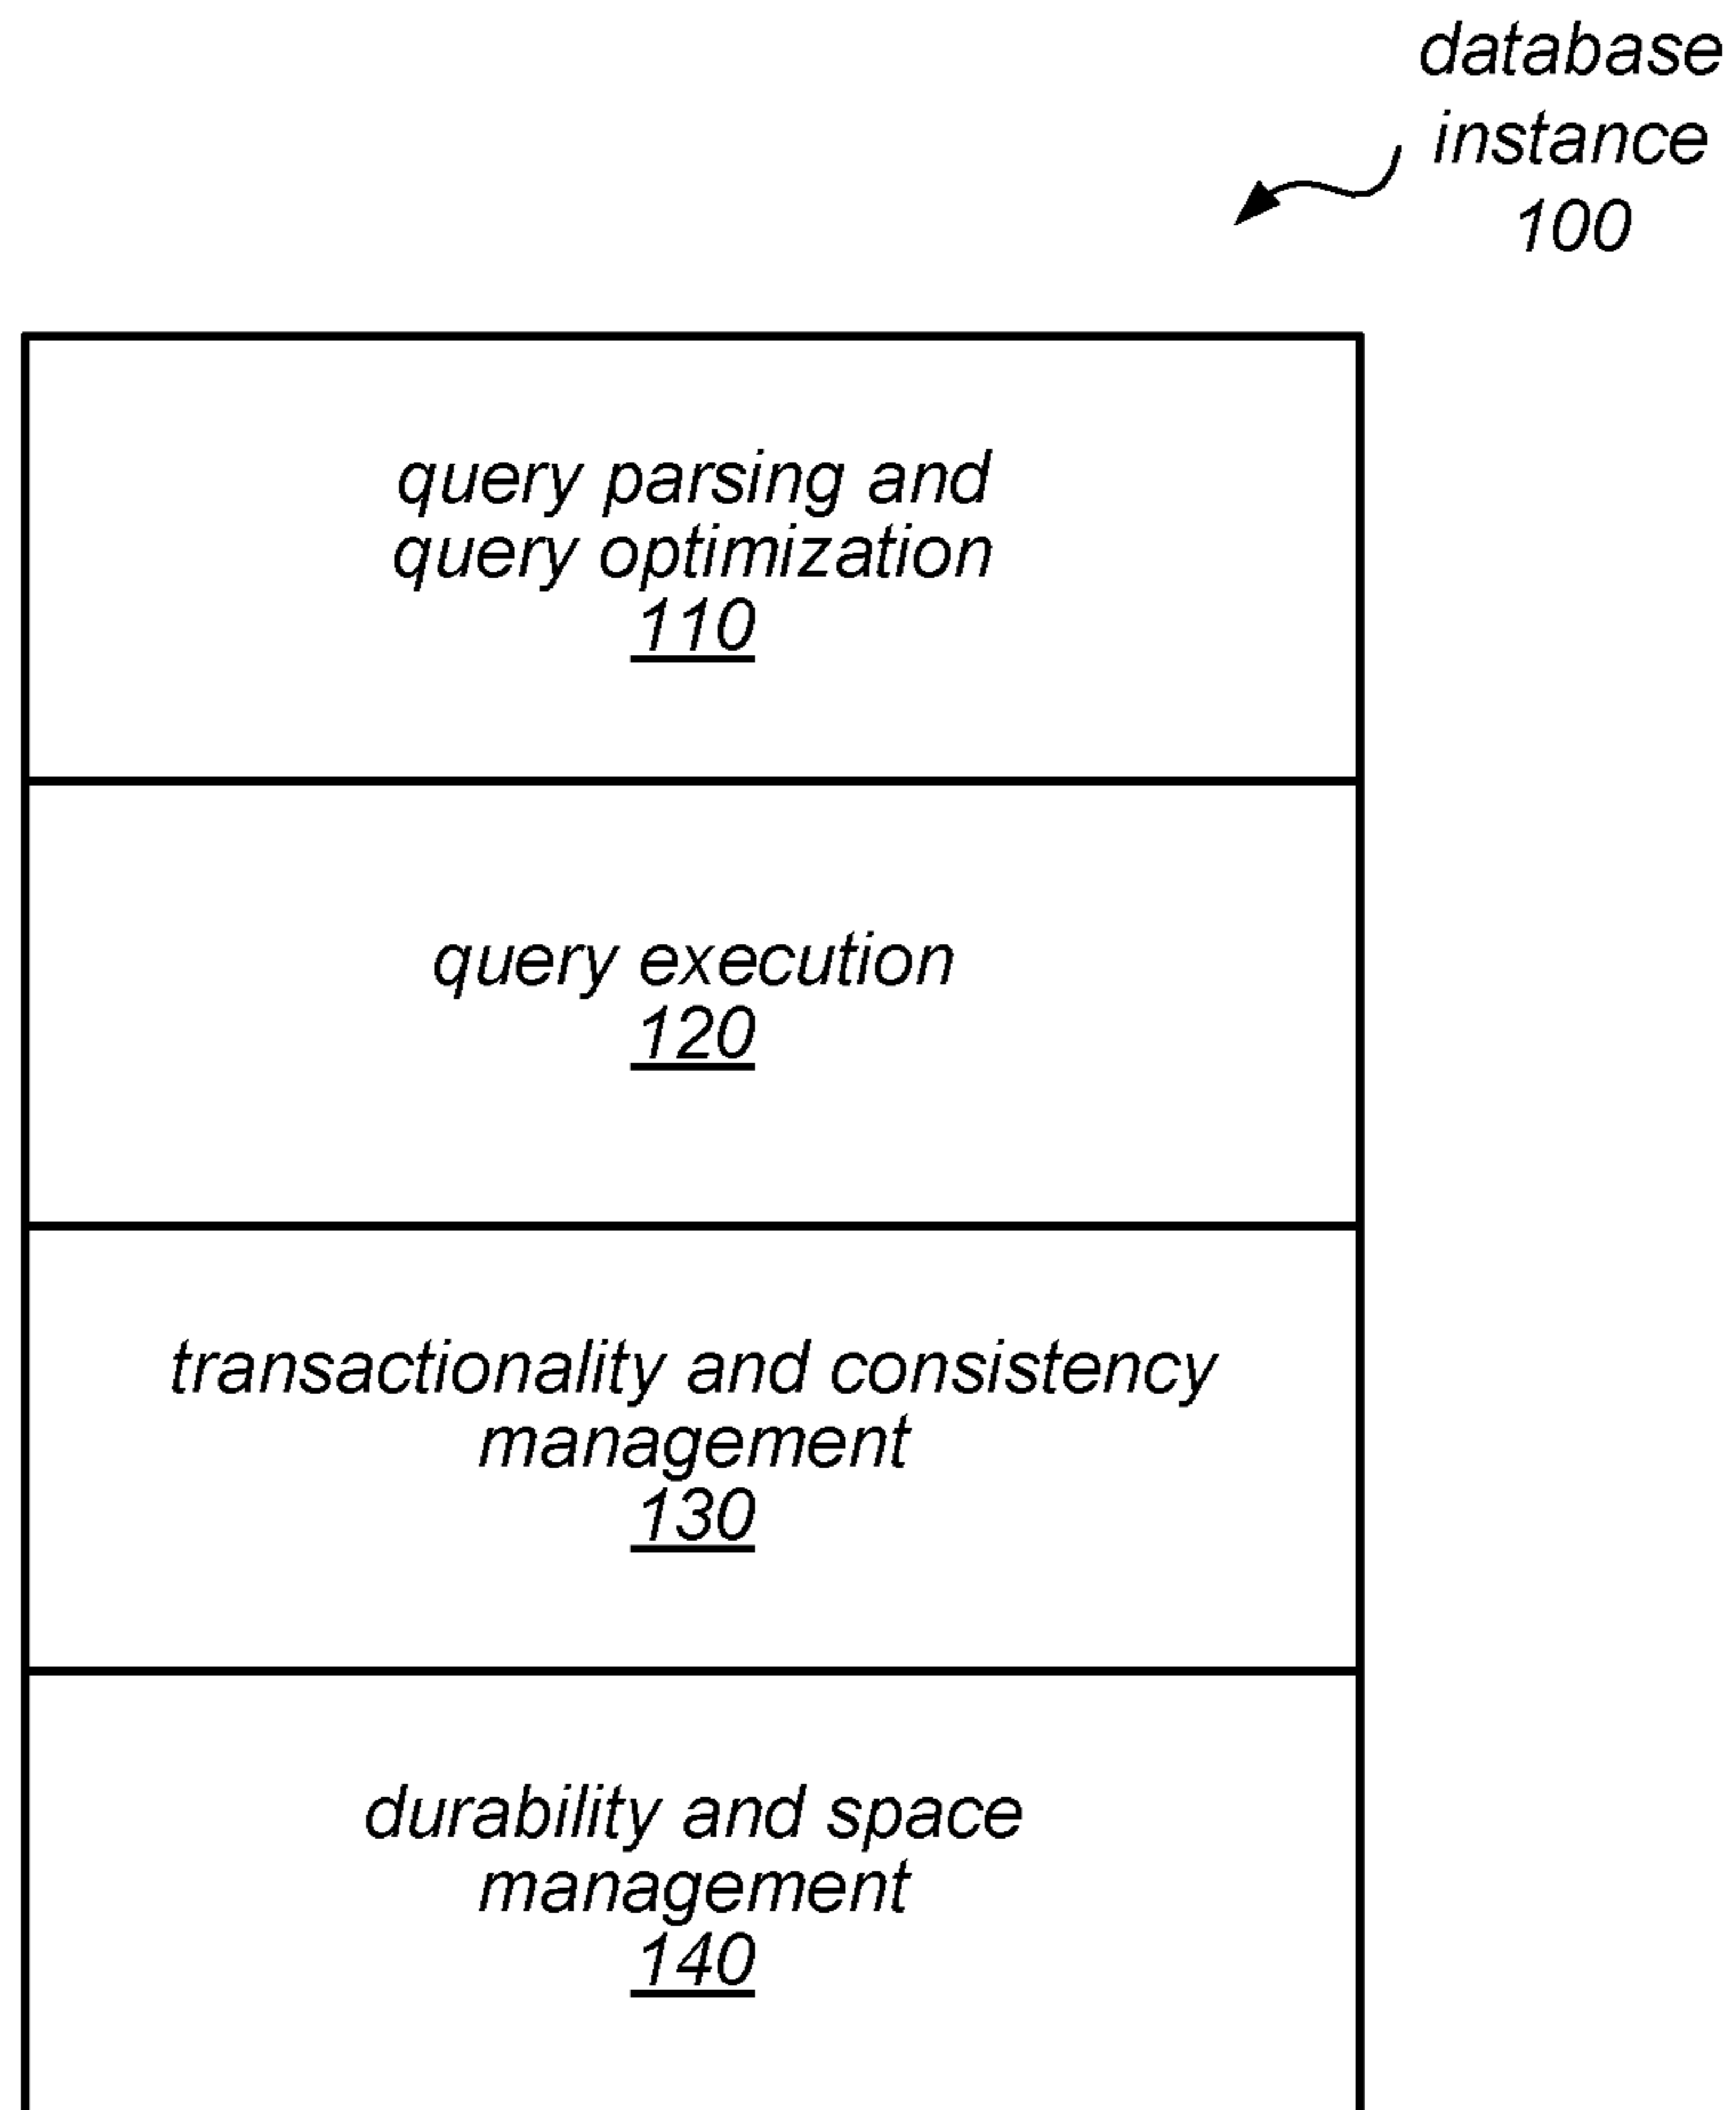 database
instance
100
query parsing and
query optimization
110
query execution
120
transactionality and consistency
management
130
durability and space
management
140